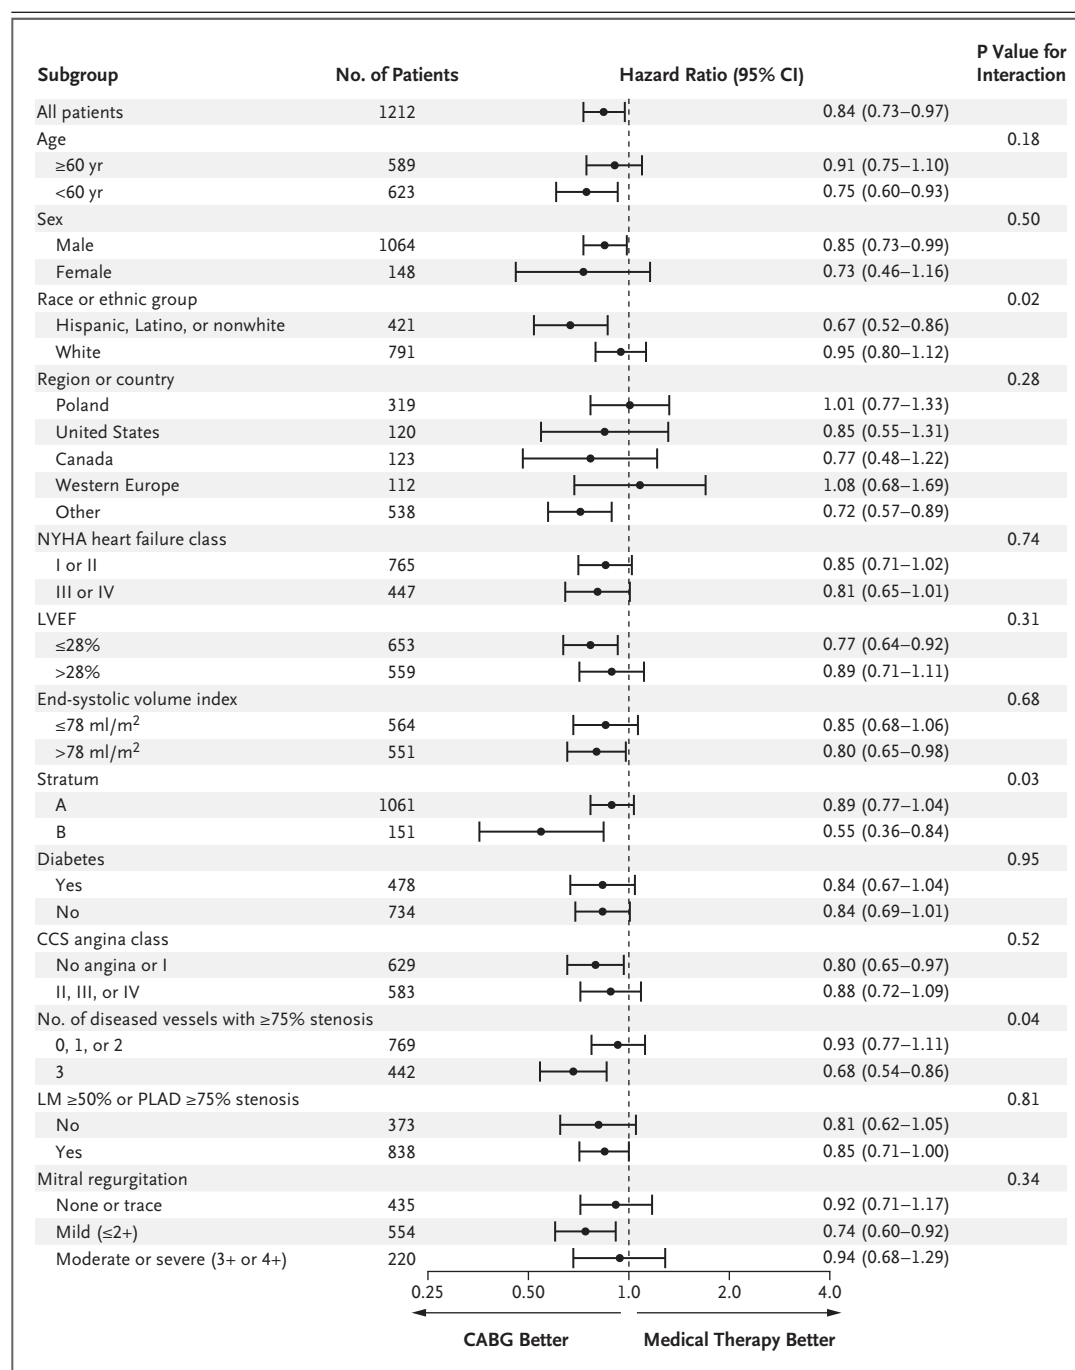 Subgroup No. of Patients Hazard Ratio (95% CI) P Value for Interaction
All patients 1212 0.84 (0.73–0.97)
Age 0.18
≥60 yr 589 0.91 (0.75–1.10)
<60 yr 623 0.75 (0.60–0.93)
Sex 0.50
Male 1064 0.85 (0.73–0.99)
Female 148 0.73 (0.46–1.16)
Race or ethnic group 0.02
Hispanic, Latino, or nonwhite 421 0.67 (0.52–0.86)
White 791 0.95 (0.80–1.12)
Region or country 0.28
Poland 319 1.01 (0.77–1.33)
United States 120 0.85 (0.55–1.31)
Canada 123 0.77 (0.48–1.22)
Western Europe 112 1.08 (0.68–1.69)
Other 538 0.72 (0.57–0.89)
NYHA heart failure class 0.74
I or II 765 0.85 (0.71–1.02)
III or IV 447 0.81 (0.65–1.01)
LVEF 0.31
≤28% 653 0.77 (0.64–0.92)
>28% 559 0.89 (0.71–1.11)
End-systolic volume index 0.68
≤78 ml/m² 564 0.85 (0.68–1.06)
>78 ml/m² 551 0.80 (0.65–0.98)
Stratum 0.03
A 1061 0.89 (0.77–1.04)
B 151 0.55 (0.36–0.84)
Diabetes 0.95
Yes 478 0.84 (0.67–1.04)
No 734 0.84 (0.69–1.01)
CCS angina class 0.52
No angina or I 629 0.80 (0.65–0.97)
II, III, or IV 583 0.88 (0.72–1.09)
No. of diseased vessels with ≥75% stenosis 0.04
0, 1, or 2 769 0.93 (0.77–1.11)
3 442 0.68 (0.54–0.86)
LM ≥50% or PLAD ≥75% stenosis 0.81
No 373 0.81 (0.62–1.05)
Yes 838 0.85 (0.71–1.00)
Mitral regurgitation 0.34
None or trace 435 0.92 (0.71–1.17)
Mild (≤2+) 554 0.74 (0.60–0.92)
Moderate or severe (3+ or 4+) 220 0.94 (0.68–1.29)
0.25 0.50 1.0 2.0 4.0
CABG Better Medical Therapy Better